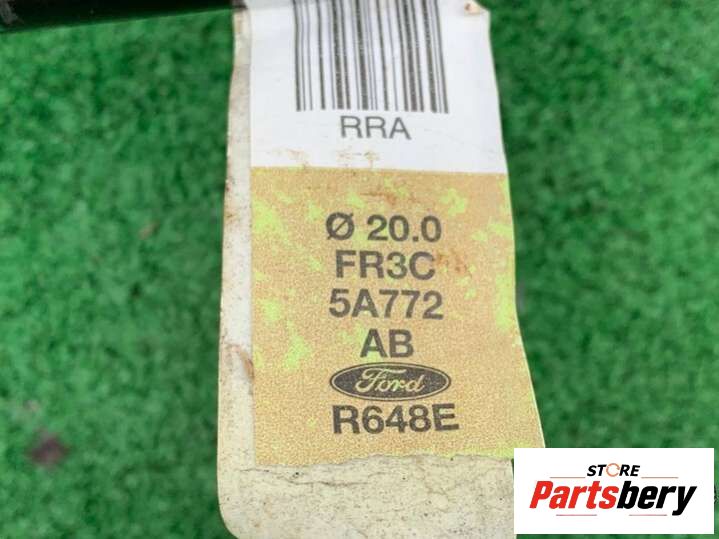 RRA
Ø 20.0
FR3C
5A772
AB
Ford
R648E
STORE
Partsbery